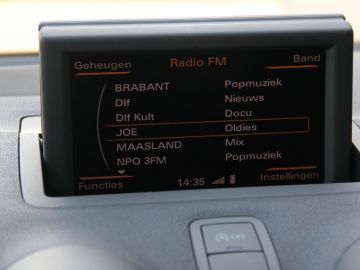 Geheugen Radio FM Band
BRABANT Popmuziek
Dlf Nieuws
Dlf Kult Docu
JOE Oldies
MAASLAND Mix
NPO 3FM Popmuziek
Functies 14:35 Instellingen
OFF